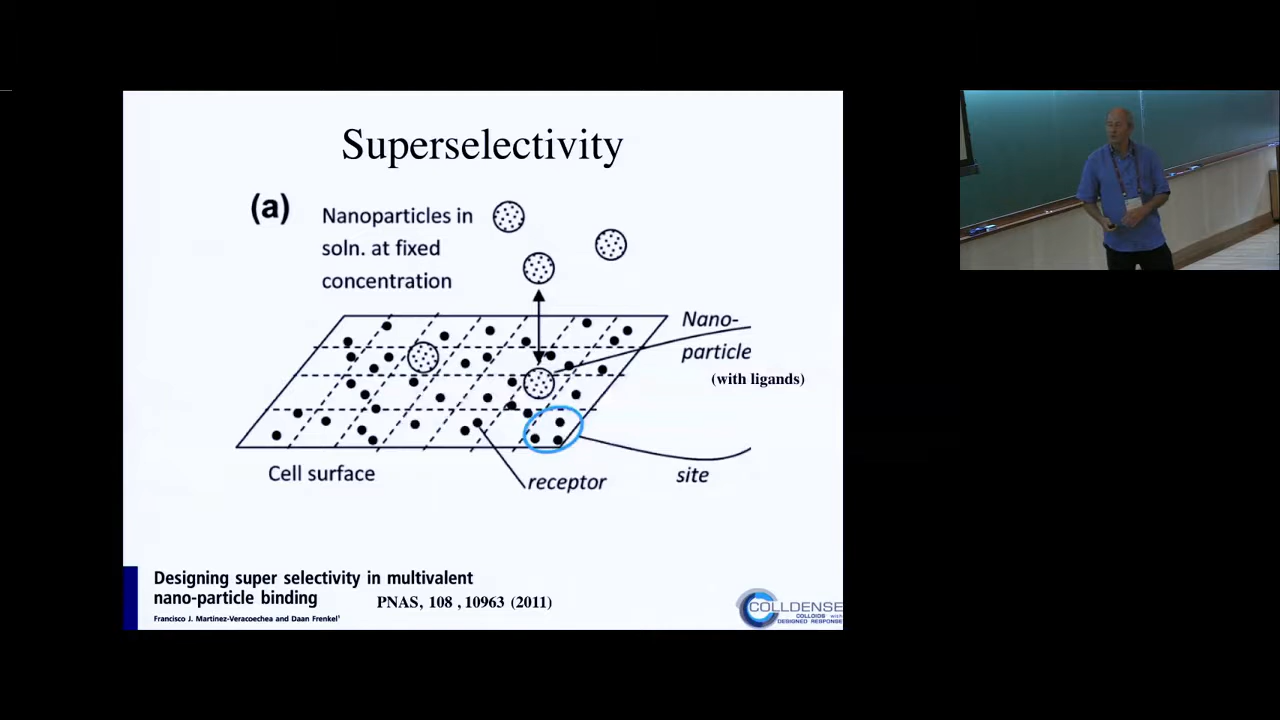 Superselectivity
(a)
Nanoparticles in
soln. at fixed
concentration
Nano-
particle
(with ligands)
Cell surface
receptor
site
Designing super selectivity in multivalent
nano-particle binding
PNAS, 108 , 10963 (2011)
Francisco J. Martinez-Veracoechea and Daan Frenkel¹
COLLDENSE
COLLOIDS WITH
DESIGNED RESPONSE